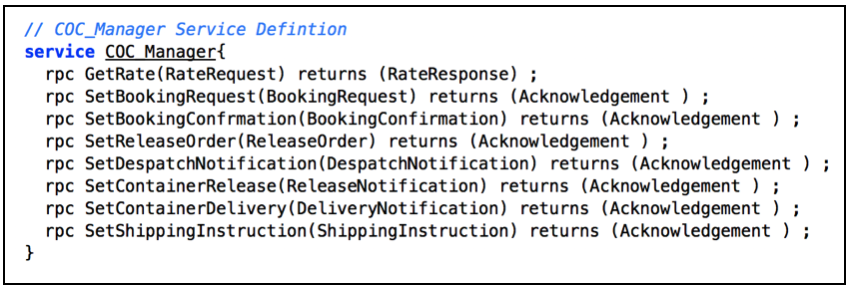 // COC_Manager Service Defintion
service COC_Manager{
rpc GetRate(RateRequest) returns (RateResponse) ;
rpc SetBookingRequest(BookingRequest) returns (Acknowledgement ) ;
rpc SetBookingConfrmation(BookingConfirmation) returns (Acknowledgement ) ;
rpc SetReleaseOrder(ReleaseOrder) returns (Acknowledgement ) ;
rpc SetDespatchNotification(DespatchNotification) returns (Acknowledgement ) ;
rpc SetContainerRelease(ReleaseNotification) returns (Acknowledgement ) ;
rpc SetContainerDelivery(DeliveryNotification) returns (Acknowledgement ) ;
rpc SetShippingInstruction(ShippingInstruction) returns (Acknowledgement ) ;
}